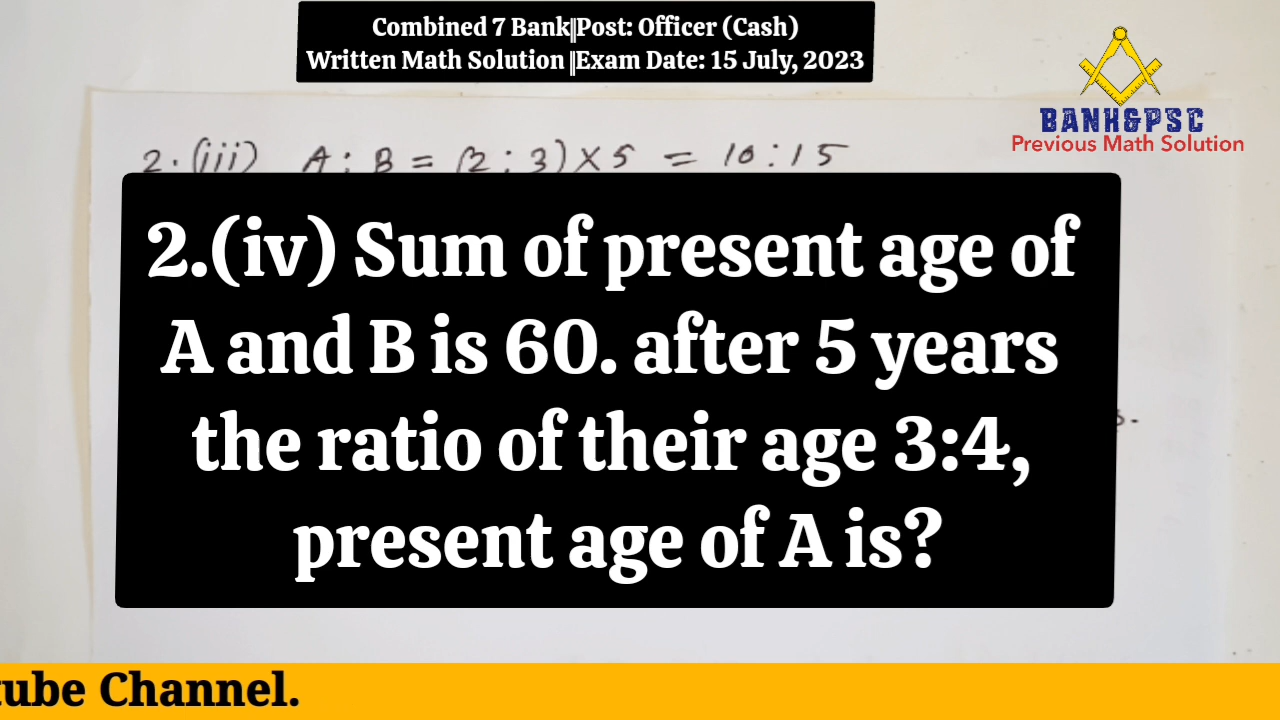 Combined 7 Bank||Post: Officer (Cash)
Written Math Solution ||Exam Date: 15 July, 2023
BANK&PSC
Previous Math Solution
2.(iii) A : B = (2 : 3) × 5 = 10 : 15
2.(iv) Sum of present age of
A and B is 60. after 5 years
the ratio of their age 3:4,
present age of A is?
tube Channel.